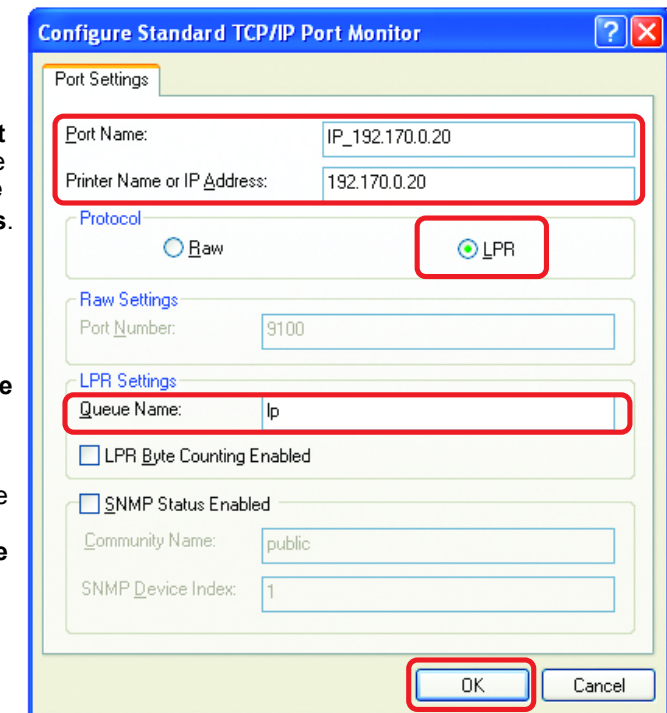 Configure Standard TCP/IP Port Monitor
Port Settings
t
Port Name: IP_192.170.0.20
e
Printer Name or IP Address: 192.170.0.20
e
s.
Protocol
Raw LPR
Raw Settings
Port Number: 9100
e
LPR Settings
Queue Name: lp
LPR Byte Counting Enabled
e
SNMP Status Enabled
e
Community Name: public
SNMP Device Index: 1
OK Cancel